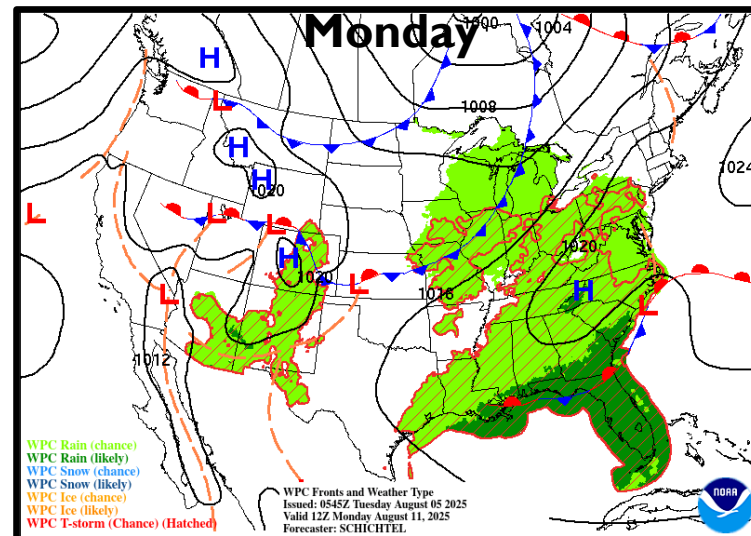 Monday
1000
1004
H
L
1008
H
H
1020
1024
L
L
L
L
H
1020
1020
L
1016
H
L
L
1012
WPC Rain (chance)
WPC Rain (likely)
WPC Snow (chance)
WPC Snow (likely)
WPC Ice (chance)
WPC Ice (likely)
WPC T-storm (Chance) (Hatched)
WPC Fronts and Weather Type
Issued: 0545Z Tuesday August 05 2025
Valid 12Z Monday August 11, 2025
Forecaster: SCHICHTEL
NOAA